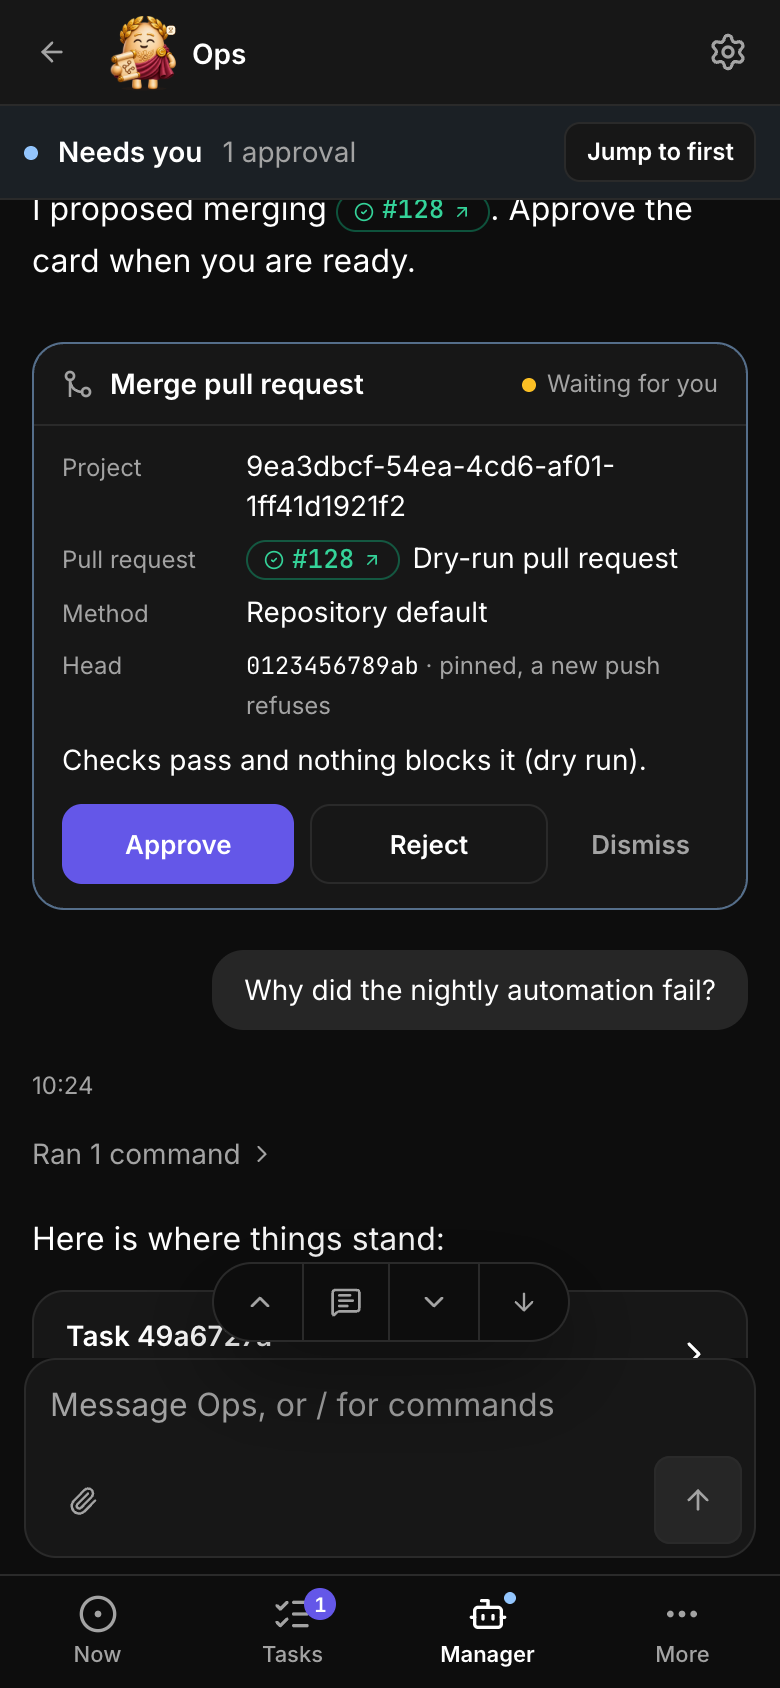 Ops
Needs you 1 approval
Jump to first
I proposed merging #128. Approve the
card when you are ready.
Merge pull request
Waiting for you
Project 9ea3dbcf-54ea-4cd6-af01-
1ff41d1921f2
Pull request #128 Dry-run pull request
Method Repository default
Head 0123456789ab · pinned, a new push
refuses
Checks pass and nothing blocks it (dry run).
Approve Reject Dismiss
Why did the nightly automation fail?
10:24
Ran 1 command
Here is where things stand:
Task
Message Ops, or / for commands
1
Now Tasks Manager More